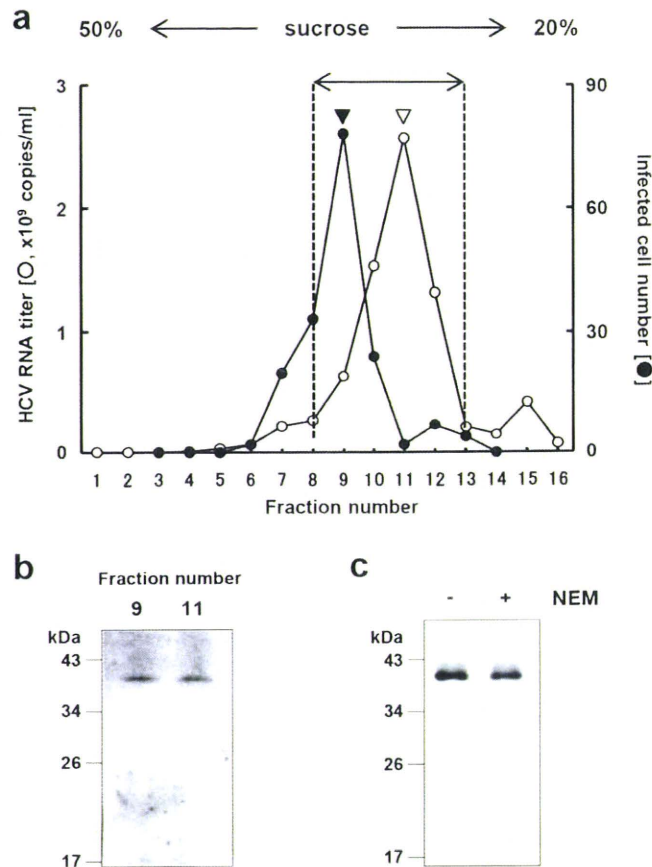 a
50% ← sucrose → 20%
HCV RNA titer [○, x10⁹ copies/ml]
3
2
1
0
90
60
30
0
Infected cell number [●]
1 2 3 4 5 6 7 8 9 10 11 12 13 14 15 16
Fraction number
b
Fraction number
9 11
kDa
43
34
26
17
c
- + NEM
kDa
43
34
26
17